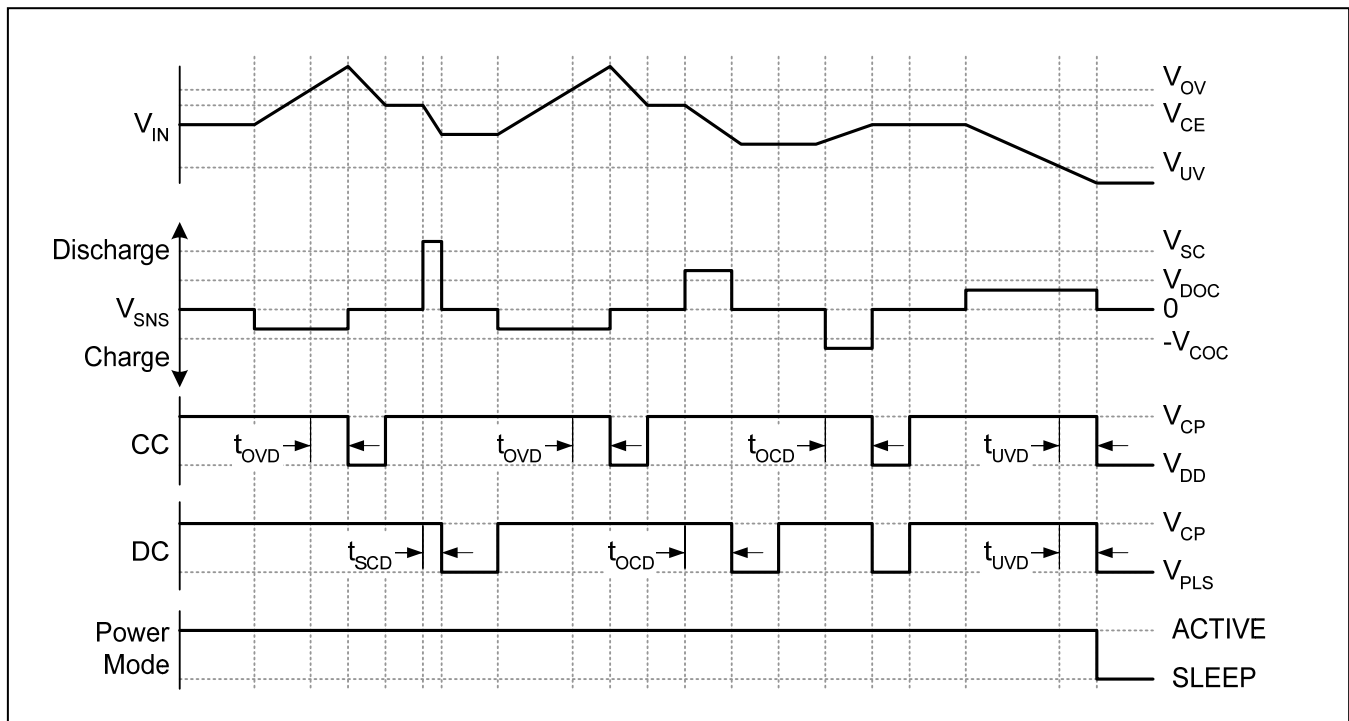 V_IN
V_OV
V_CE
V_UV
Discharge
V_SNS
Charge
V_SC
V_DOC
0
-V_COC
CC
t_OVD
t_OVD
t_OCD
t_UVD
V_CP
V_DD
DC
t_SCD
t_OCD
t_UVD
V_CP
V_PLS
Power
Mode
ACTIVE
SLEEP